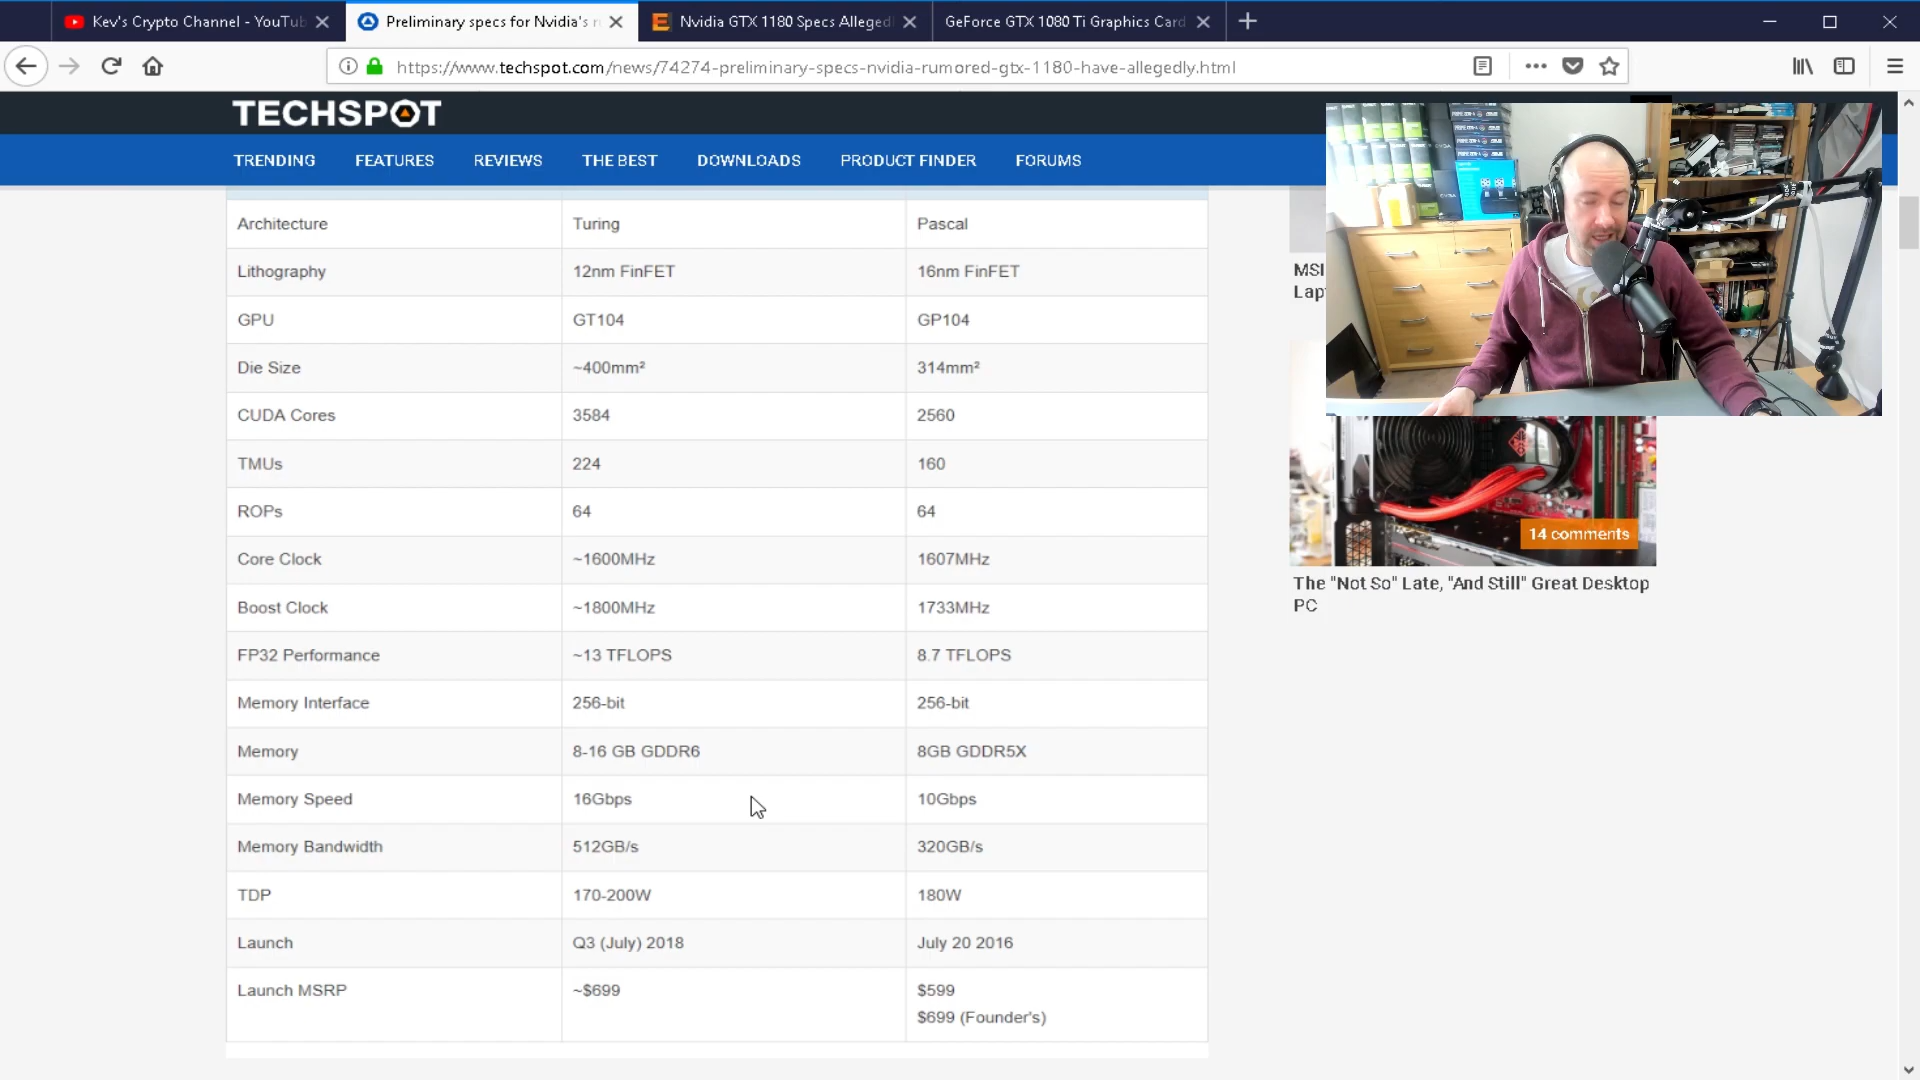 Kev's Crypto Channel - YouTub
Preliminary specs for Nvidia's r
Nvidia GTX 1180 Specs Alleged
GeForce GTX 1080 Ti Graphics Card
https://www.techspot.com/news/74274-preliminary-specs-nvidia-rumored-gtx-1180-have-allegedly.html
TECHSPOT
TRENDING FEATURES REVIEWS THE BEST DOWNLOADS PRODUCT FINDER FORUMS
Architecture Turing Pascal
Lithography 12nm FinFET 16nm FinFET
GPU GT104 GP104
Die Size ~400mm² 314mm²
CUDA Cores 3584 2560
TMUs 224 160
ROPs 64 64
Core Clock ~1600MHz 1607MHz
Boost Clock ~1800MHz 1733MHz
FP32 Performance ~13 TFLOPS 8.7 TFLOPS
Memory Interface 256-bit 256-bit
Memory 8-16 GB GDDR6 8GB GDDR5X
Memory Speed 16Gbps 10Gbps
Memory Bandwidth 512GB/s 320GB/s
TDP 170-200W 180W
Launch Q3 (July) 2018 July 20 2016
Launch MSRP ~$699 $599
$699 (Founder's)
MSI
Lap
14 comments
The "Not So" Late, "And Still" Great Desktop
PC